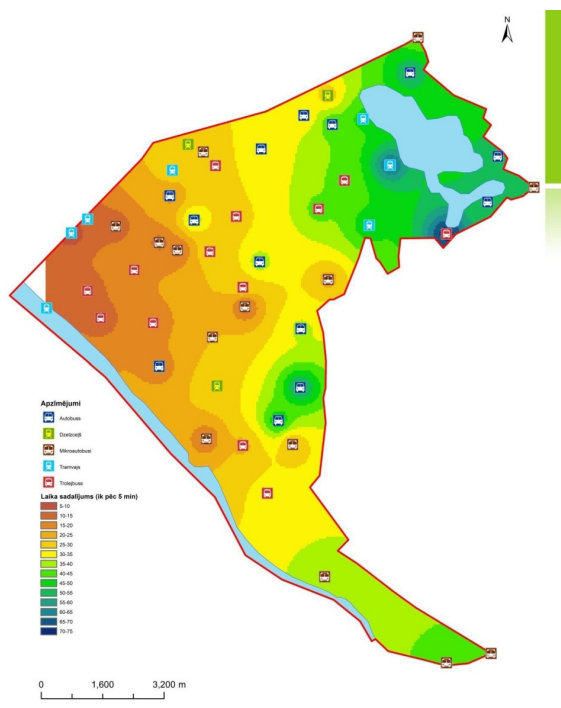 N
Apzīmējumi
Autobuss
Dzelzceļš
Mikroautobusi
Tramvajs
Trolejbuss
Laika sadalījums (ik pēc 5 min)
5-10
10-15
15-20
20-25
25-30
30-35
35-40
40-45
45-50
50-55
55-60
60-65
65-70
70-75
0 1,600 3,200 m